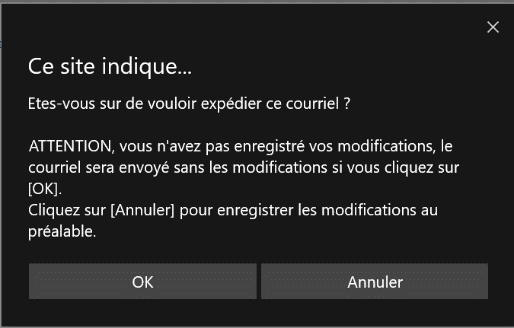 Ce site indique...
Etes-vous sur de vouloir expédier ce courriel ?
ATTENTION, vous n'avez pas enregistré vos modifications, le
courriel sera envoyé sans les modifications si vous cliquez sur
[OK].
Cliquez sur [Annuler] pour enregistrer les modifications au
préalable.
OK
Annuler